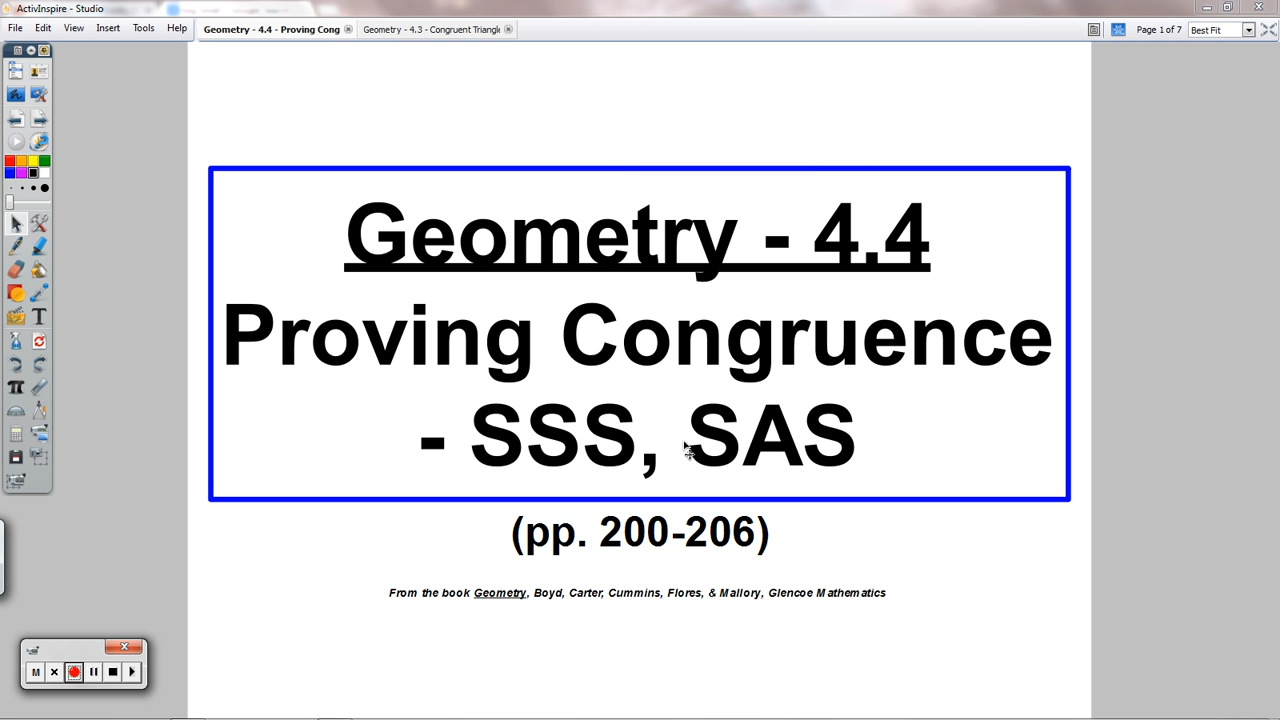 ActivInspire - Studio
File Edit View Insert Tools Help
Geometry - 4.4 - Proving Cong
Geometry - 4.3 - Congruent Triangle
Page 1 of 7
Best Fit
Geometry - 4.4
Proving Congruence
- SSS, SAS
(pp. 200-206)
From the book Geometry, Boyd, Carter, Cummins, Flores, & Mallory, Glencoe Mathematics
M